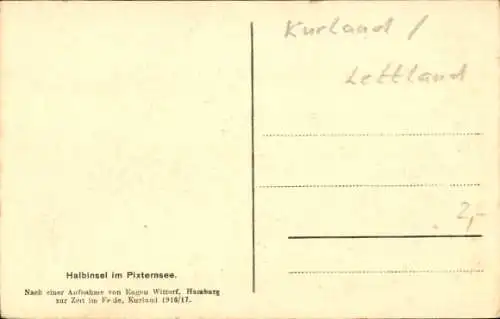 Kurland /
Lettland
2,-
Halbinsel im Pixternsee.
Nach einer Aufnahme von Eugen Wittorf, Hamburg
zur Zeit im Felde, Kurland 1916/17.